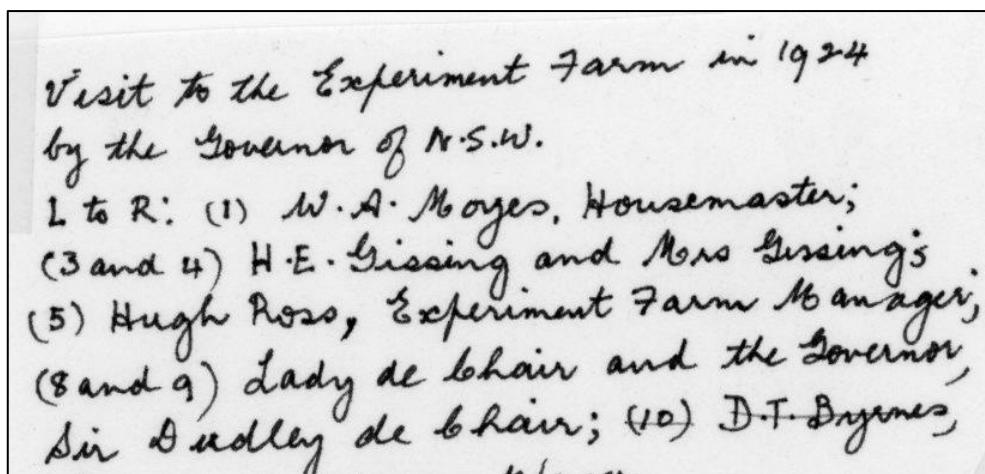 Visit to the Experiment Farm in 1924
by the Governor of N.S.W.
L to R: (1) W.A. Moyes, Housemaster;
(3 and 4) H.E. Gissing and Mrs Gissing;
(5) Hugh Ross, Experiment Farm Manager;
(8 and 9) Lady de Chair and the Governor,
Sir Dudley de Chair; (10) D.T. Byrnes,